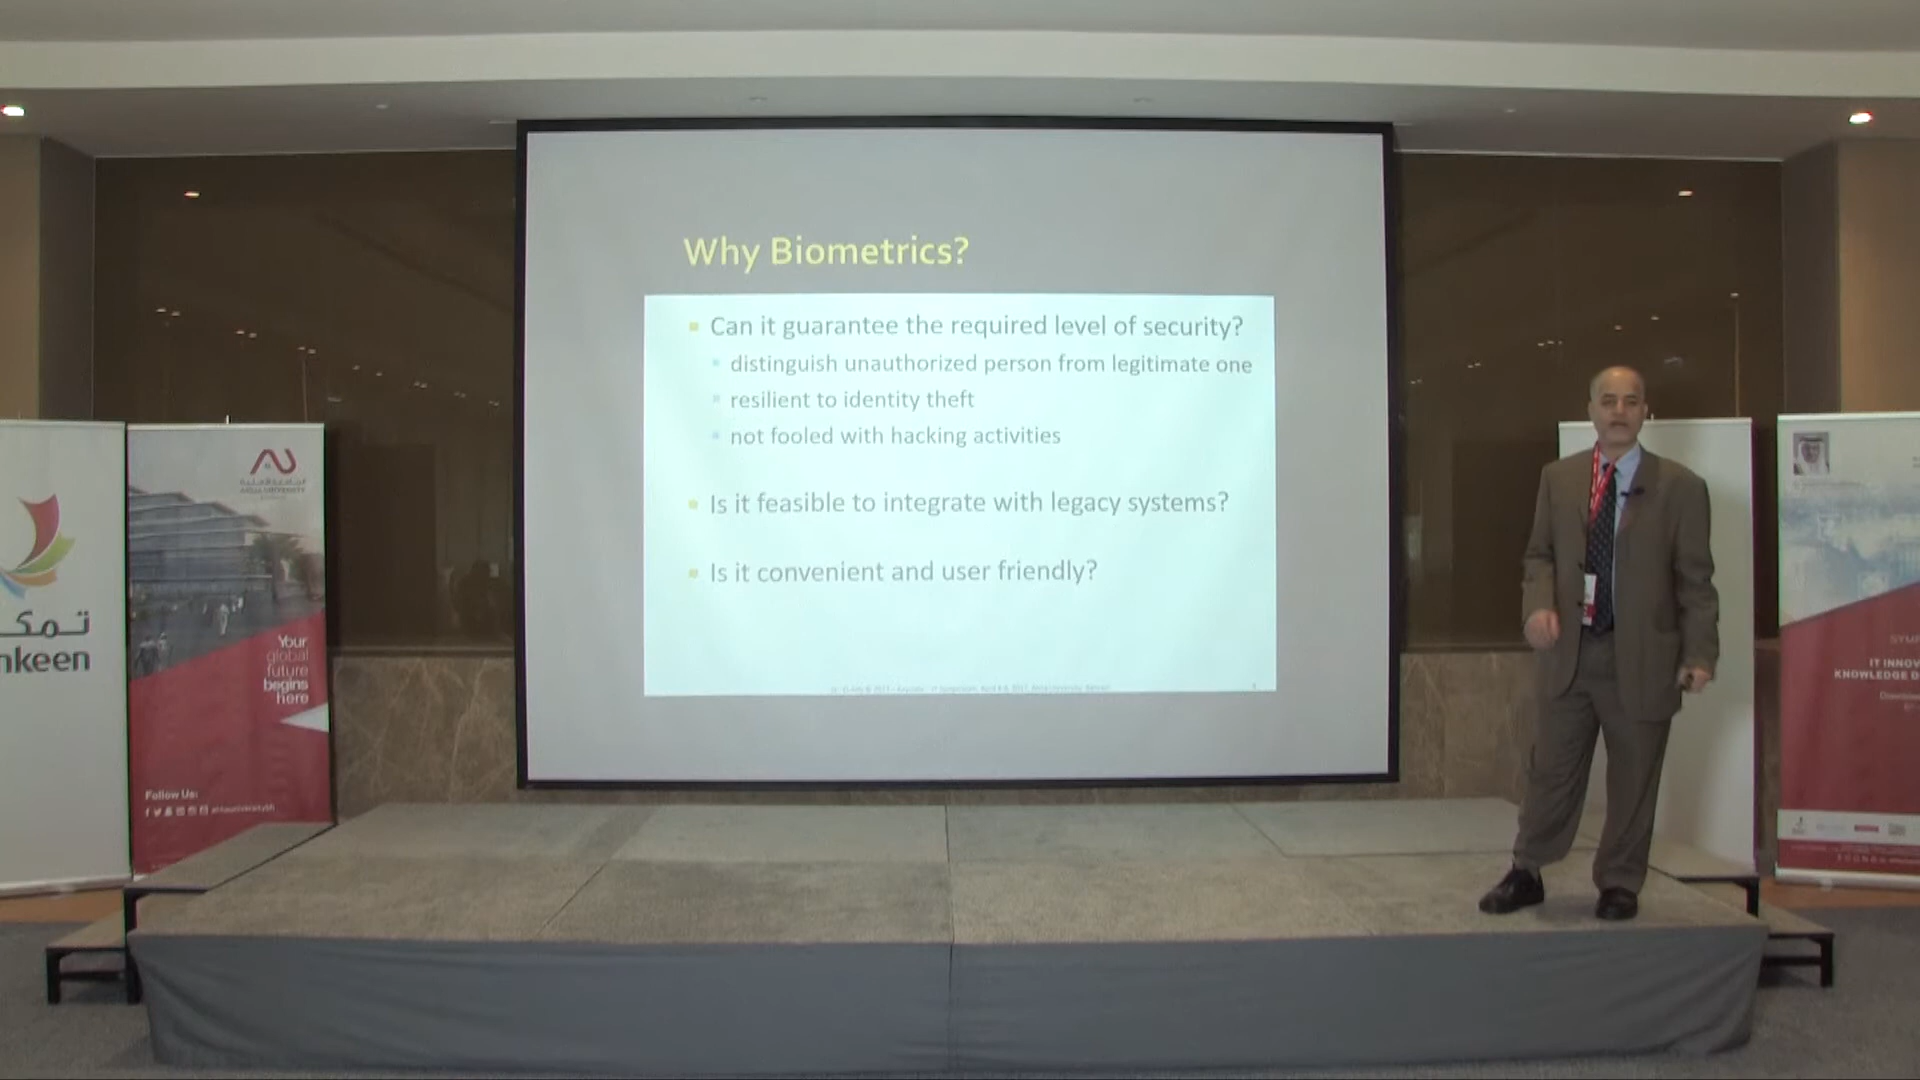 Why Biometrics?
Can it guarantee the required level of security?
distinguish unauthorized person from legitimate one
resilient to identity theft
not fooled with hacking activities
Is it feasible to integrate with legacy systems?
Is it convenient and user friendly?
تمك
nkeen
Your
global
future
begins
here
Follow Us:
SYMP
IT INNOV
KNOWLEDGE D